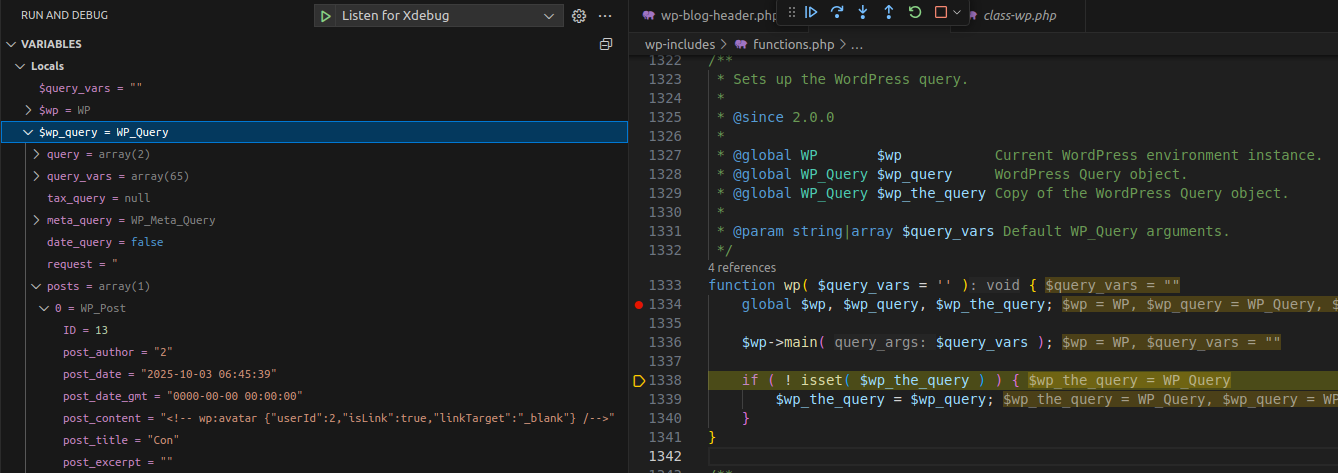 RUN AND DEBUG
Listen for Xdebug
VARIABLES
Locals
$query_vars = ""
$wp = WP
$wp_query = WP_Query
query = array(2)
query_vars = array(65)
tax_query = null
meta_query = WP_Meta_Query
date_query = false
request = "
posts = array(1)
0 = WP_Post
ID = 13
post_author = "2"
post_date = "2025-10-03 06:45:39"
post_date_gmt = "0000-00-00 00:00:00"
post_content = "<!-- wp:avatar {"userId":2,"isLink":true,"linkTarget":"_blank"} /-->"
post_title = "Con"
post_excerpt = ""
wp-blog-header.php
class-wp.php
wp-includes > functions.php > ...
1322 /**
1323 * Sets up the WordPress query.
1324 *
1325 * @since 2.0.0
1326 *
1327 * @global WP $wp Current WordPress environment instance.
1328 * @global WP_Query $wp_query WordPress Query object.
1329 * @global WP_Query $wp_the_query Copy of the WordPress Query object.
1330 *
1331 * @param string|array $query_vars Default WP_Query arguments.
1332 */
4 references
1333 function wp( $query_vars = '' ): void { $query_vars = ""
1334 global $wp, $wp_query, $wp_the_query; $wp = WP, $wp_query = WP_Query, $
1335
1336 $wp->main( query_args: $query_vars ); $wp = WP, $query_vars = ""
1337
1338 if ( ! isset( $wp_the_query ) ) { $wp_the_query = WP_Query
1339 $wp_the_query = $wp_query; $wp_the_query = WP_Query, $wp_query = WP
1340 }
1341 }
1342